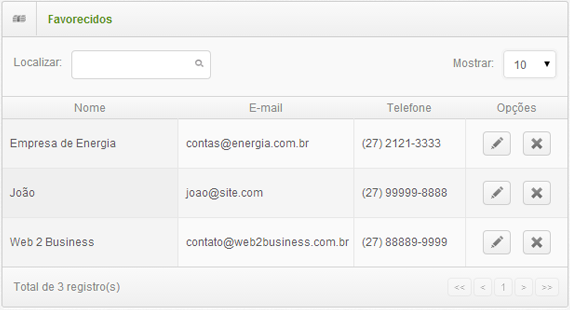 Favorecidos
Localizar: Mostrar: 10
Nome E-mail Telefone Opções
Empresa de Energia contas@energia.com.br (27) 2121-3333
João joao@site.com (27) 99999-8888
Web 2 Business contato@web2business.com.br (27) 88889-9999
Total de 3 registro(s) << < 1 > >>